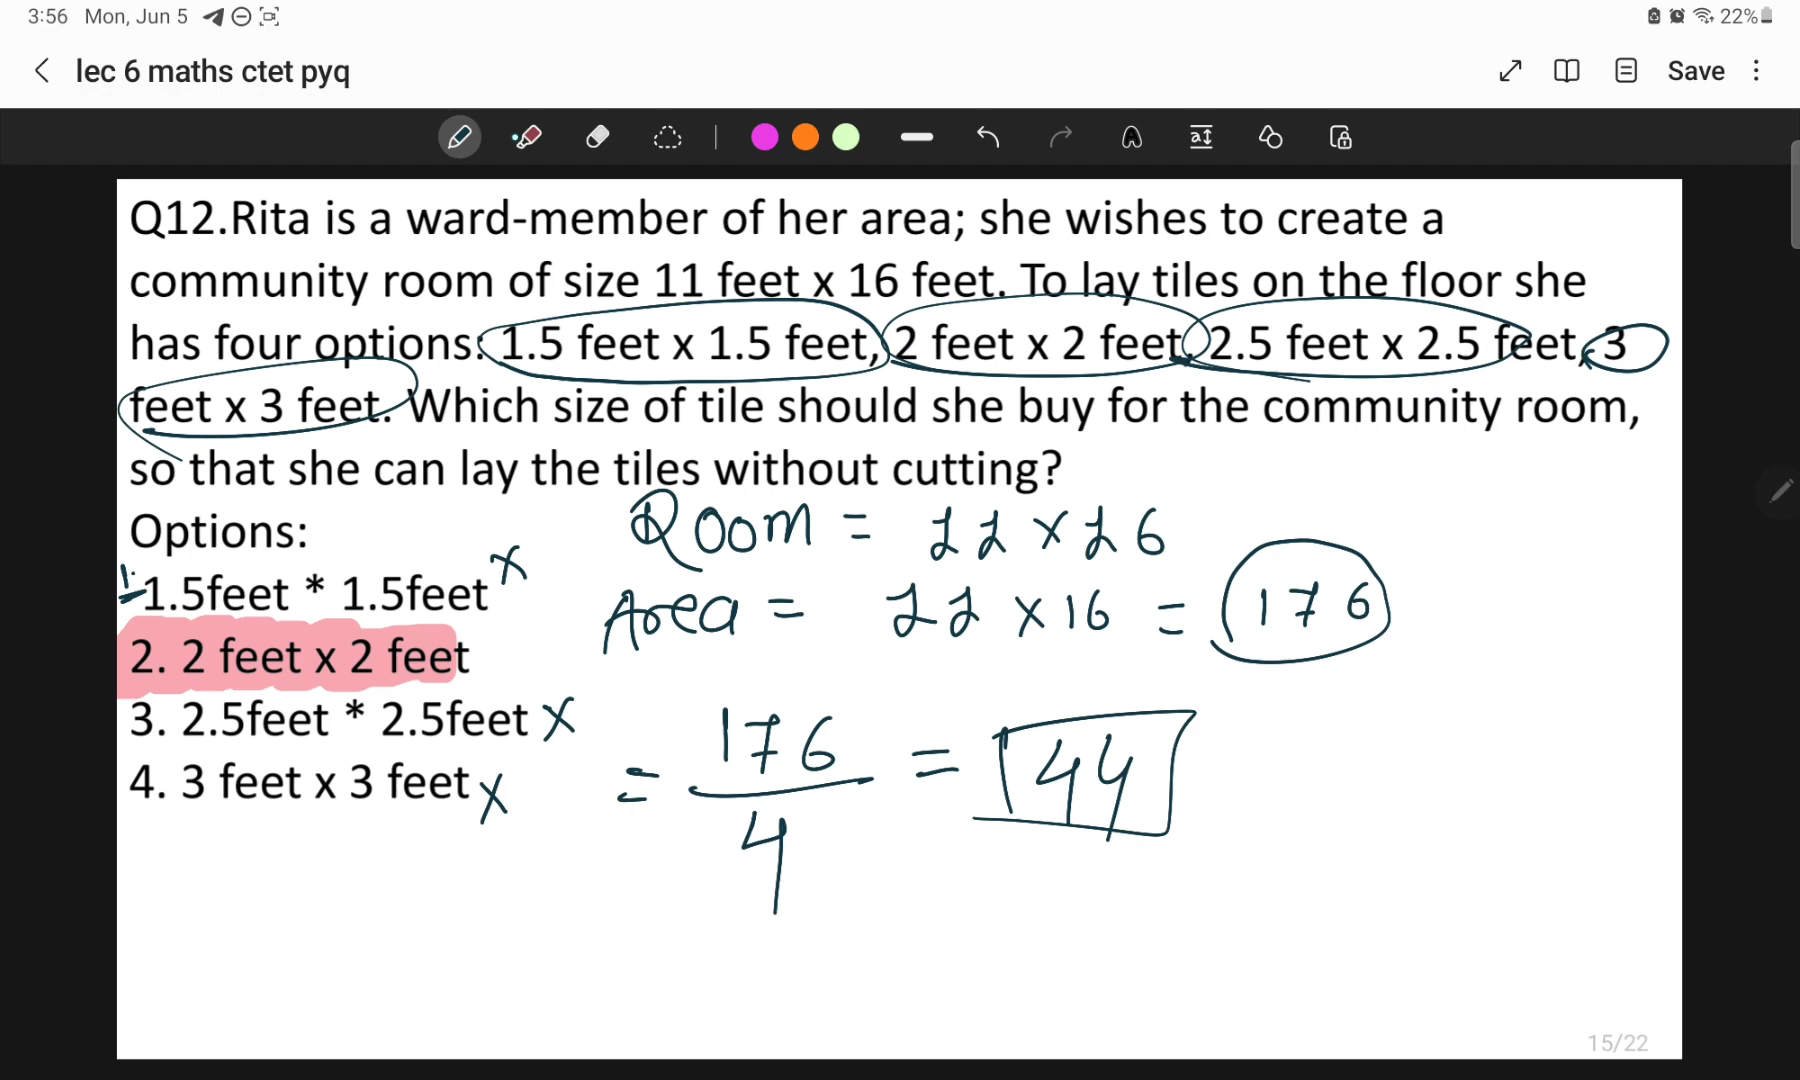 3:56 Mon, Jun 5
22%
lec 6 maths ctet pyq
Save
Q12.Rita is a ward-member of her area; she wishes to create a
community room of size 11 feet x 16 feet. To lay tiles on the floor she
has four options: 1.5 feet x 1.5 feet, 2 feet x 2 feet, 2.5 feet x 2.5 feet, 3
feet x 3 feet. Which size of tile should she buy for the community room,
so that she can lay the tiles without cutting?
Options:
Room = 11 x 16
1. 1.5feet * 1.5feet x
Area = 11 x 16 = 176
2. 2 feet x 2 feet
3. 2.5feet * 2.5feet x
4. 3 feet x 3 feet x
= 176/4 = 44
15/22